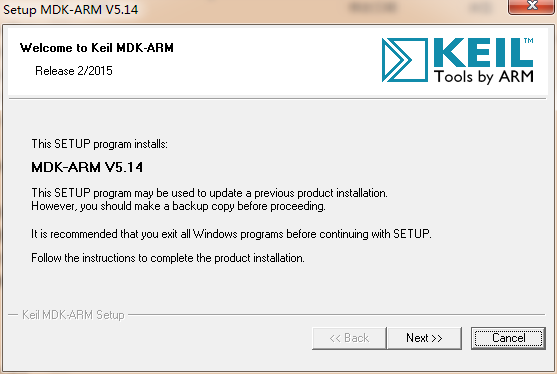 Setup MDK-ARM V5.14
Welcome to Keil MDK-ARM
Release 2/2015
KEIL™
Tools by ARM
This SETUP program installs:
MDK-ARM V5.14
This SETUP program may be used to update a previous product installation.
However, you should make a backup copy before proceeding.
It is recommended that you exit all Windows programs before continuing with SETUP.
Follow the instructions to complete the product installation.
Keil MDK-ARM Setup
<< Back
Next >>
Cancel